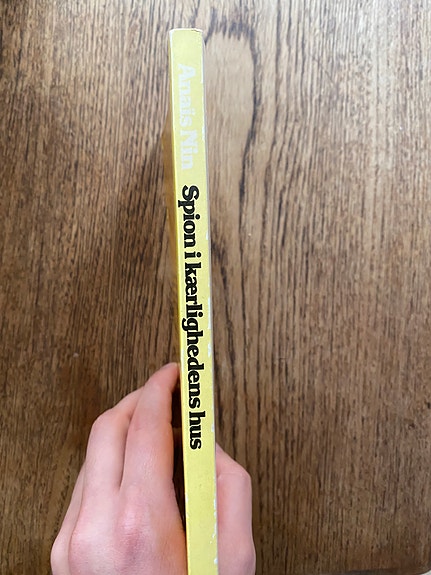 Anaïs Nin
Spion i kærlighedens hus